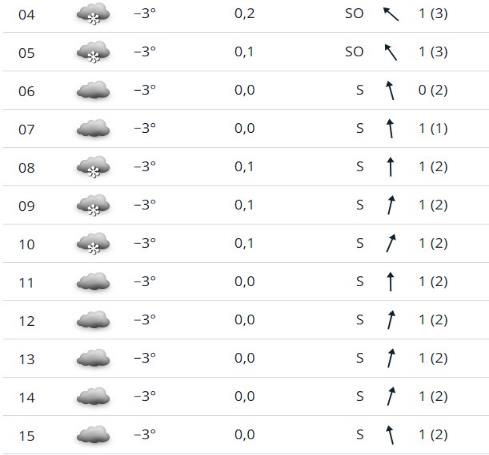 04 −3° 0,2 SO 1 (3)
05 −3° 0,1 SO 1 (3)
06 −3° 0,0 S 0 (2)
07 −3° 0,0 S 1 (1)
08 −3° 0,1 S 1 (2)
09 −3° 0,1 S 1 (2)
10 −3° 0,1 S 1 (2)
11 −3° 0,0 S 1 (2)
12 −3° 0,0 S 1 (2)
13 −3° 0,0 S 1 (2)
14 −3° 0,0 S 1 (2)
15 −3° 0,0 S 1 (2)